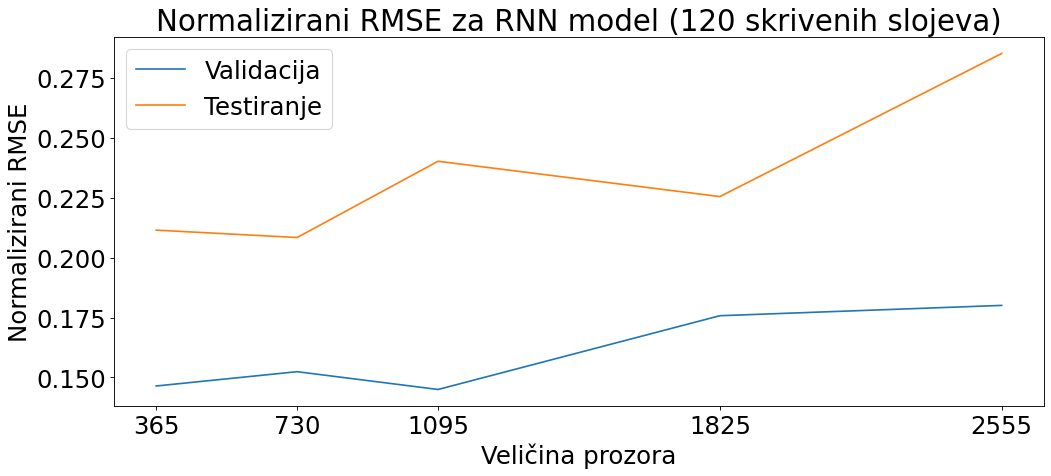 Normalizirani RMSE za RNN model (120 skrivenih slojeva)
Validacija
Testiranje
Normalizirani RMSE
0.275
0.250
0.225
0.200
0.175
0.150
365 730 1095 1825 2555
Veličina prozora